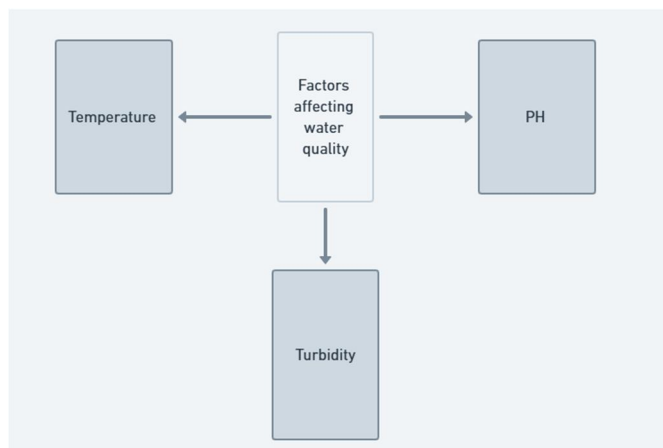 Factors
affecting
water
quality
Temperature
PH
Turbidity